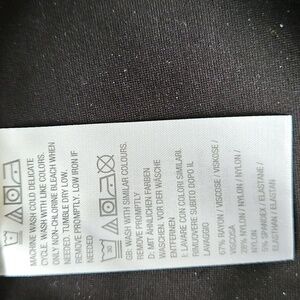 MACHINE WASH COLD DELICATE
CYCLE. WASH WITH LIKE COLORS.
ONLY NON-CHLORINE BLEACH WHEN
NEEDED. TUMBLE DRY LOW.
REMOVE PROMPTLY. LOW IRON IF
NEEDED
GB: WASH WITH SIMILAR COLOURS.
REMOVE PROMPTLY
D: MIT ÄHNLICHEN FARBEN
WASCHEN. VOR DER WÄSCHE
ENTFERNEN
I: LAVARE CON COLORI SIMILARI.
RIMUOVERE SUBITO DOPO IL
LAVAGGIO
67% RAYON / VISCOSE / VISKOSE /
VISCOSA
28% NYLON / NYLON / NYLON /
NYLON
5% SPANDEX / ELASTANE /
ELASTHAN / ELASTAN